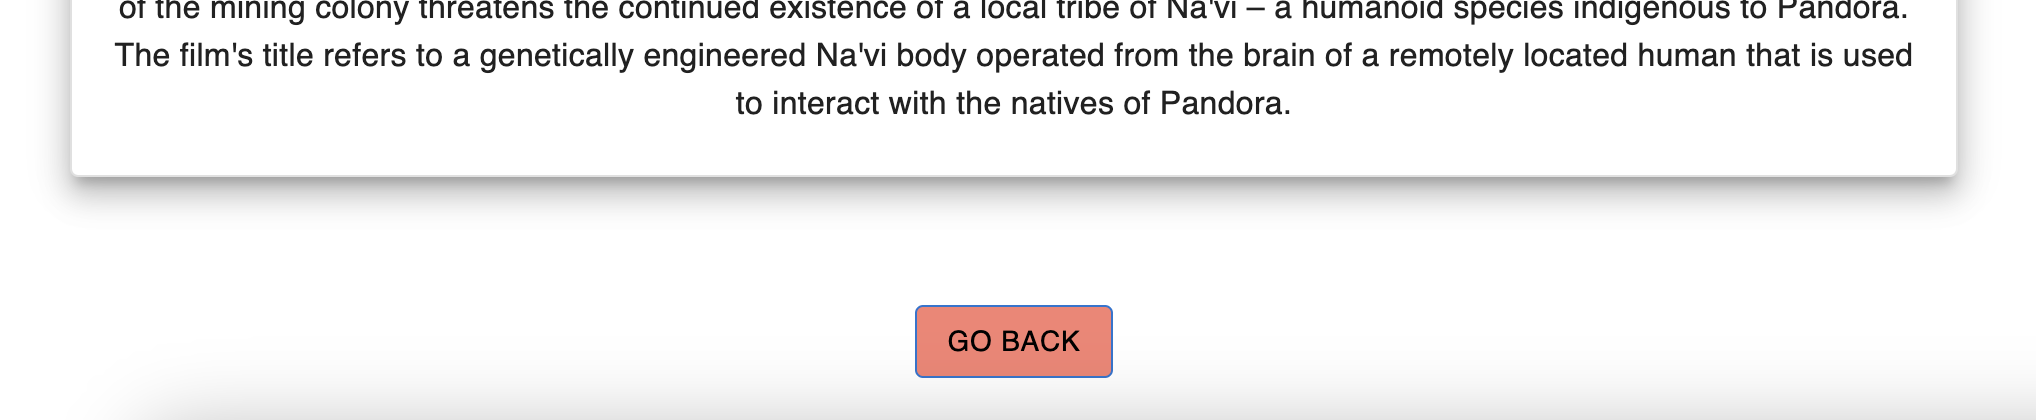 of the mining colony threatens the continued existence of a local tribe of Na'vi – a humanoid species indigenous to Pandora.
The film's title refers to a genetically engineered Na'vi body operated from the brain of a remotely located human that is used
to interact with the natives of Pandora.
GO BACK